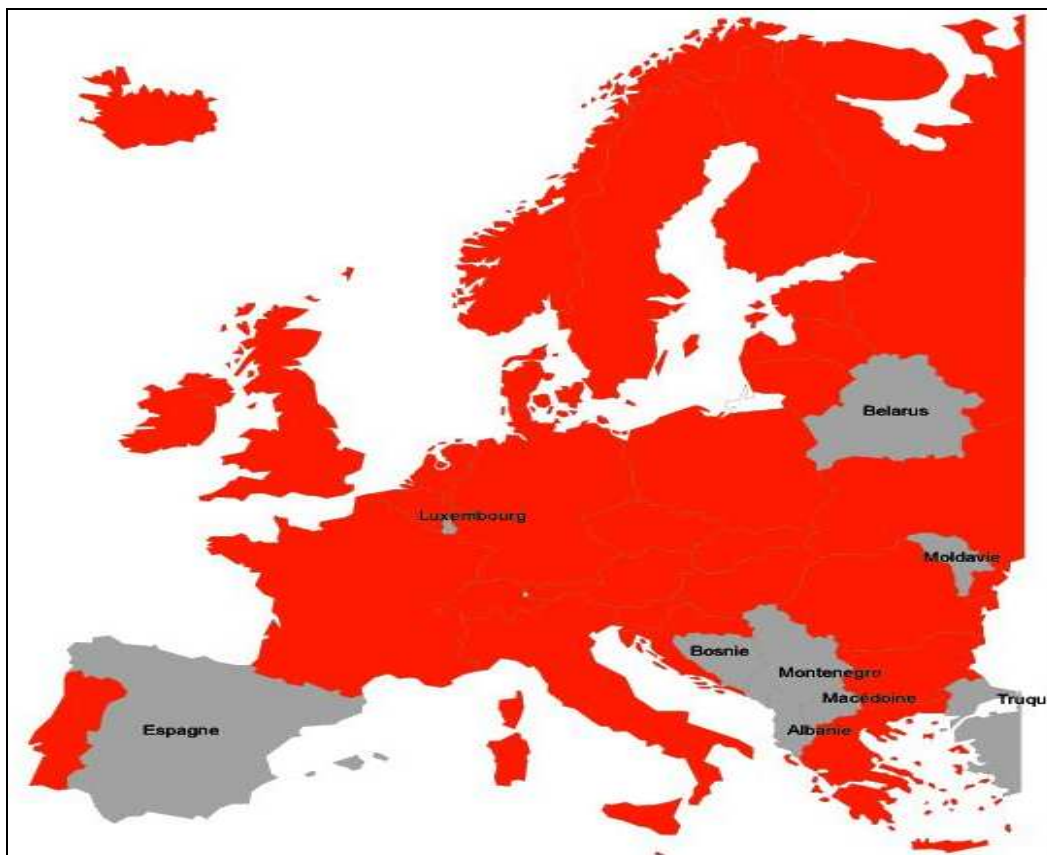 Belarus
Luxembourg
Moldavie
Bosnie
Montenegro
Macédoine
Truqu
Espagne
Albanie